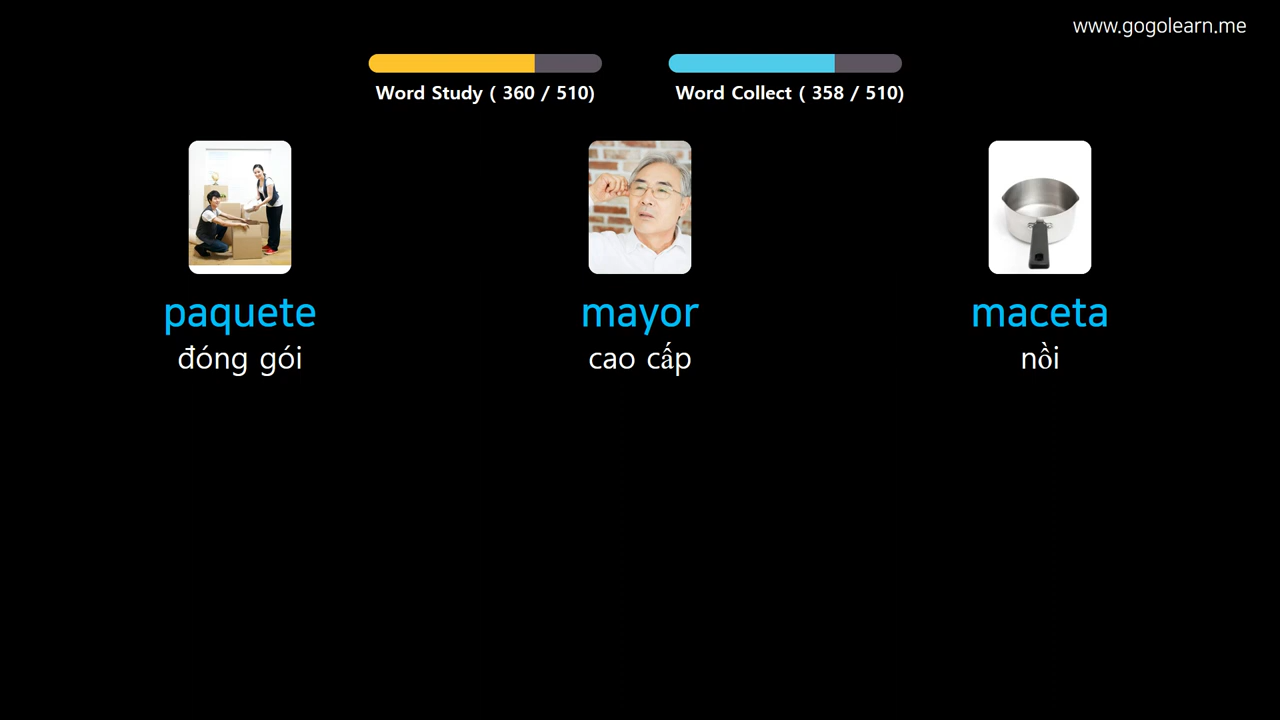 www.gogolearn.me
Word Study ( 360 / 510)
Word Collect ( 358 / 510)
paquete
đóng gói
mayor
cao cấp
maceta
nồi